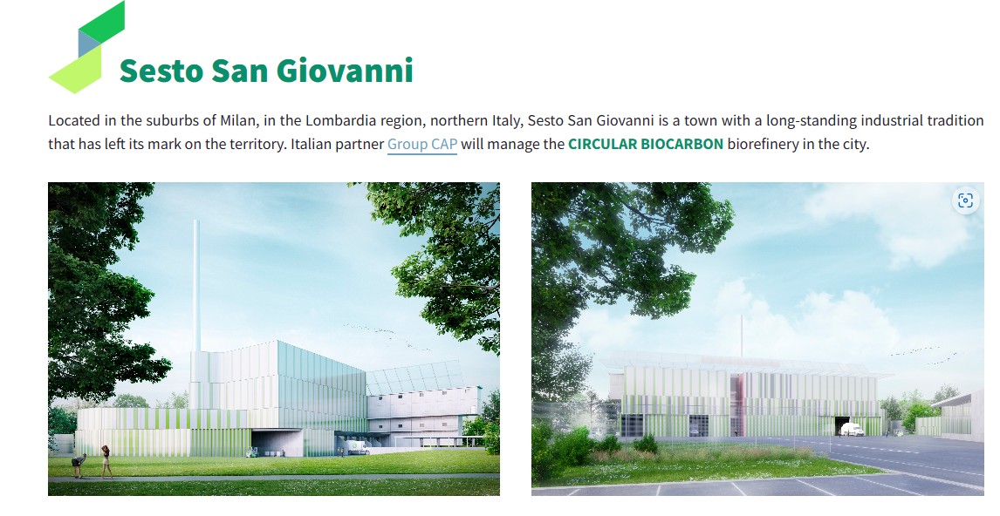 Sesto San Giovanni
Located in the suburbs of Milan, in the Lombardia region, northern Italy, Sesto San Giovanni is a town with a long-standing industrial tradition
that has left its mark on the territory. Italian partner Group CAP will manage the CIRCULAR BIOCARBON biorefinery in the city.